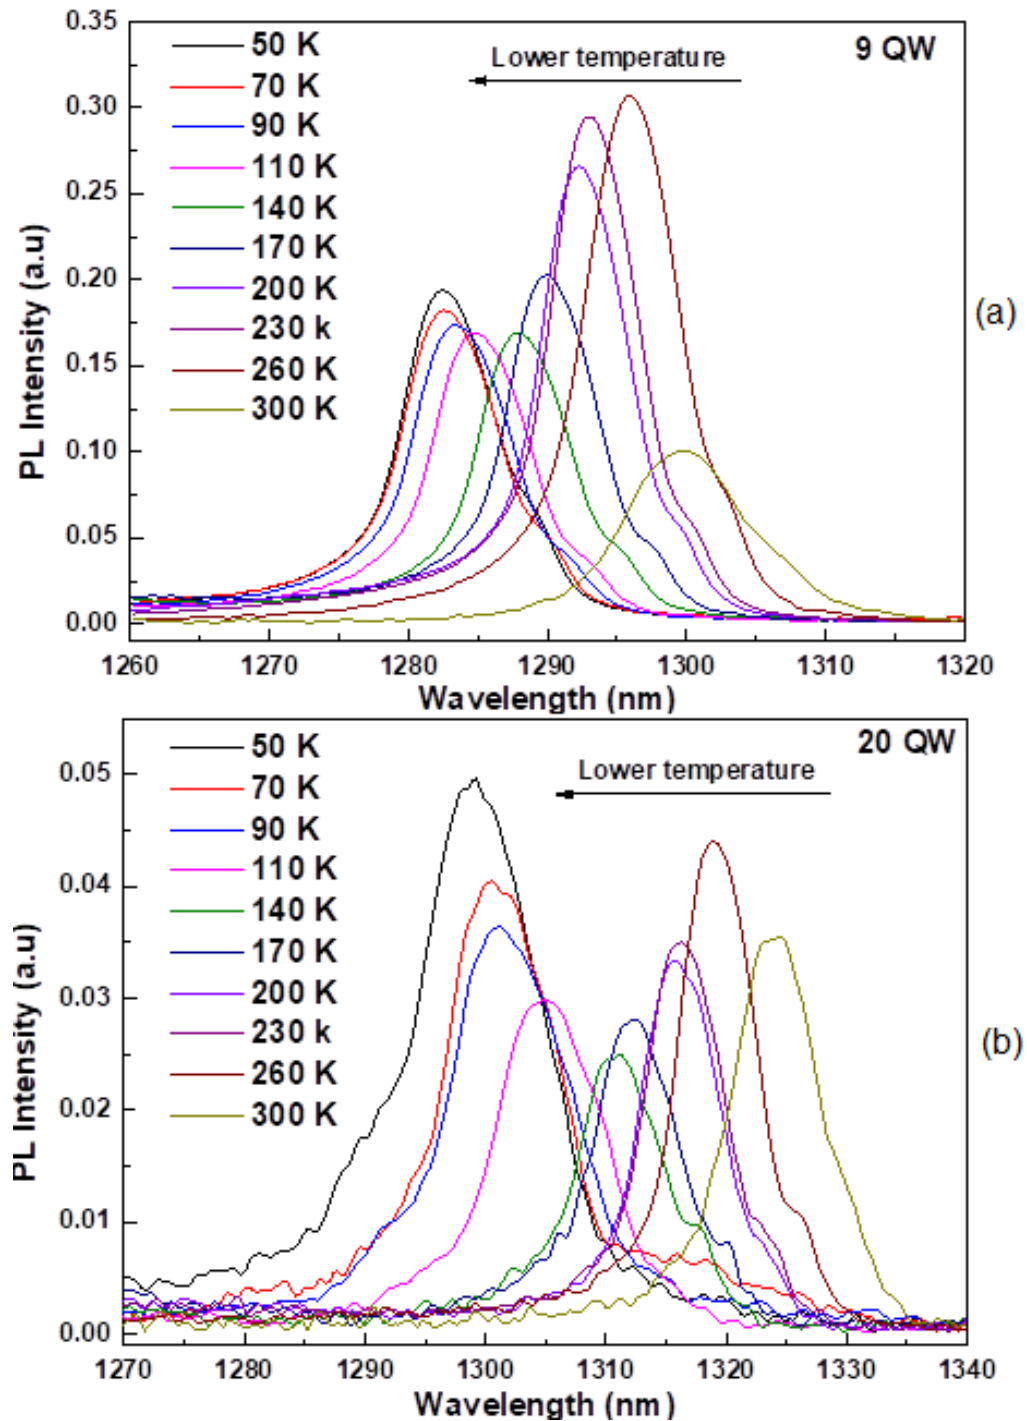 0.35
0.30
0.25
0.20
0.15
0.10
0.05
0.00
PL Intensity (a.u)
50 K
70 K
90 K
110 K
140 K
170 K
200 K
230 k
260 K
300 K
Lower temperature
9 QW
(a)
1260 1270 1280 1290 1300 1310 1320
Wavelength (nm)
0.05
0.04
0.03
0.02
0.01
0.00
PL Intensity (a.u)
50 K
70 K
90 K
110 K
140 K
170 K
200 K
230 k
260 K
300 K
Lower temperature
20 QW
(b)
1270 1280 1290 1300 1310 1320 1330 1340
Wavelength (nm)